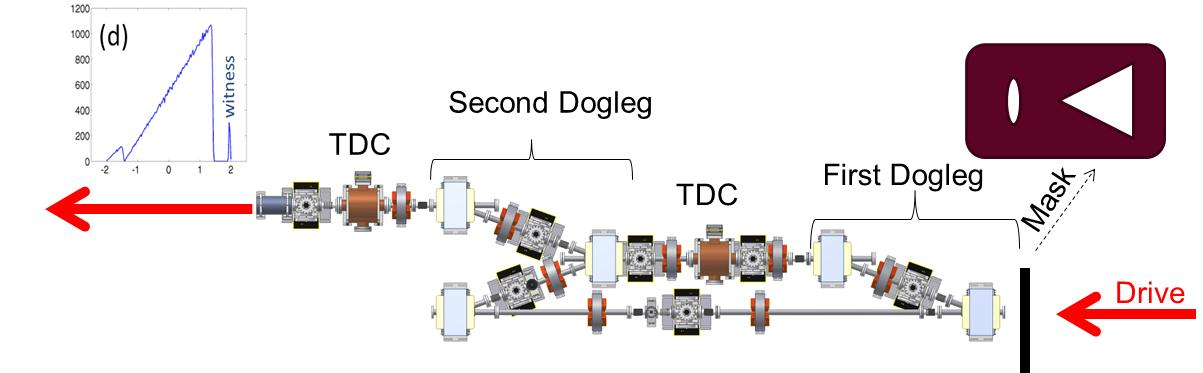 1200
1000
800
600
400
200
0
-2
-1
0
1
2
(d)
witness
TDC
Second Dogleg
TDC
First Dogleg
Mask
Drive